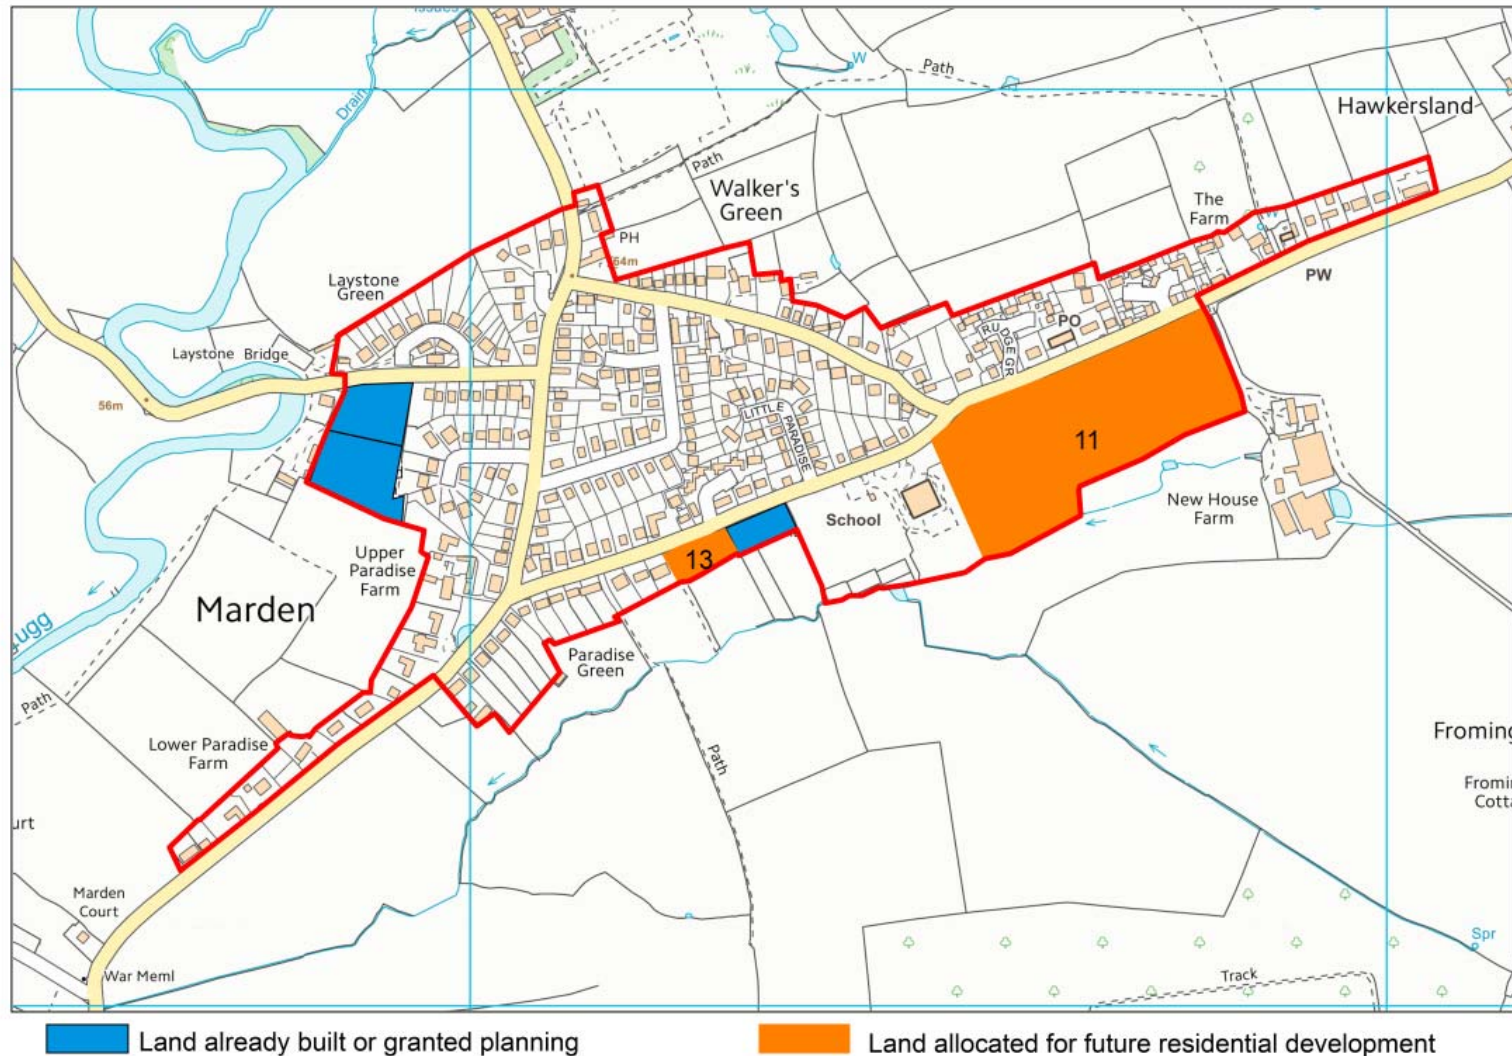 Issues
W
Path
Hawkersland
Drain
Path
Walker's
Green
The
Farm
W
PH
64m
PW
Laystone
Green
RUDGE GR
PO
Laystone Bridge
56m
LITTLE
PARADISE
11
School
New House
Farm
Upper
Paradise
Farm
13
Marden
Lugg
Paradise
Green
Path
Lower Paradise
Farm
Path
Marden
Court
War Meml
Spr
Track
Land already built or granted planning
Land allocated for future residential development